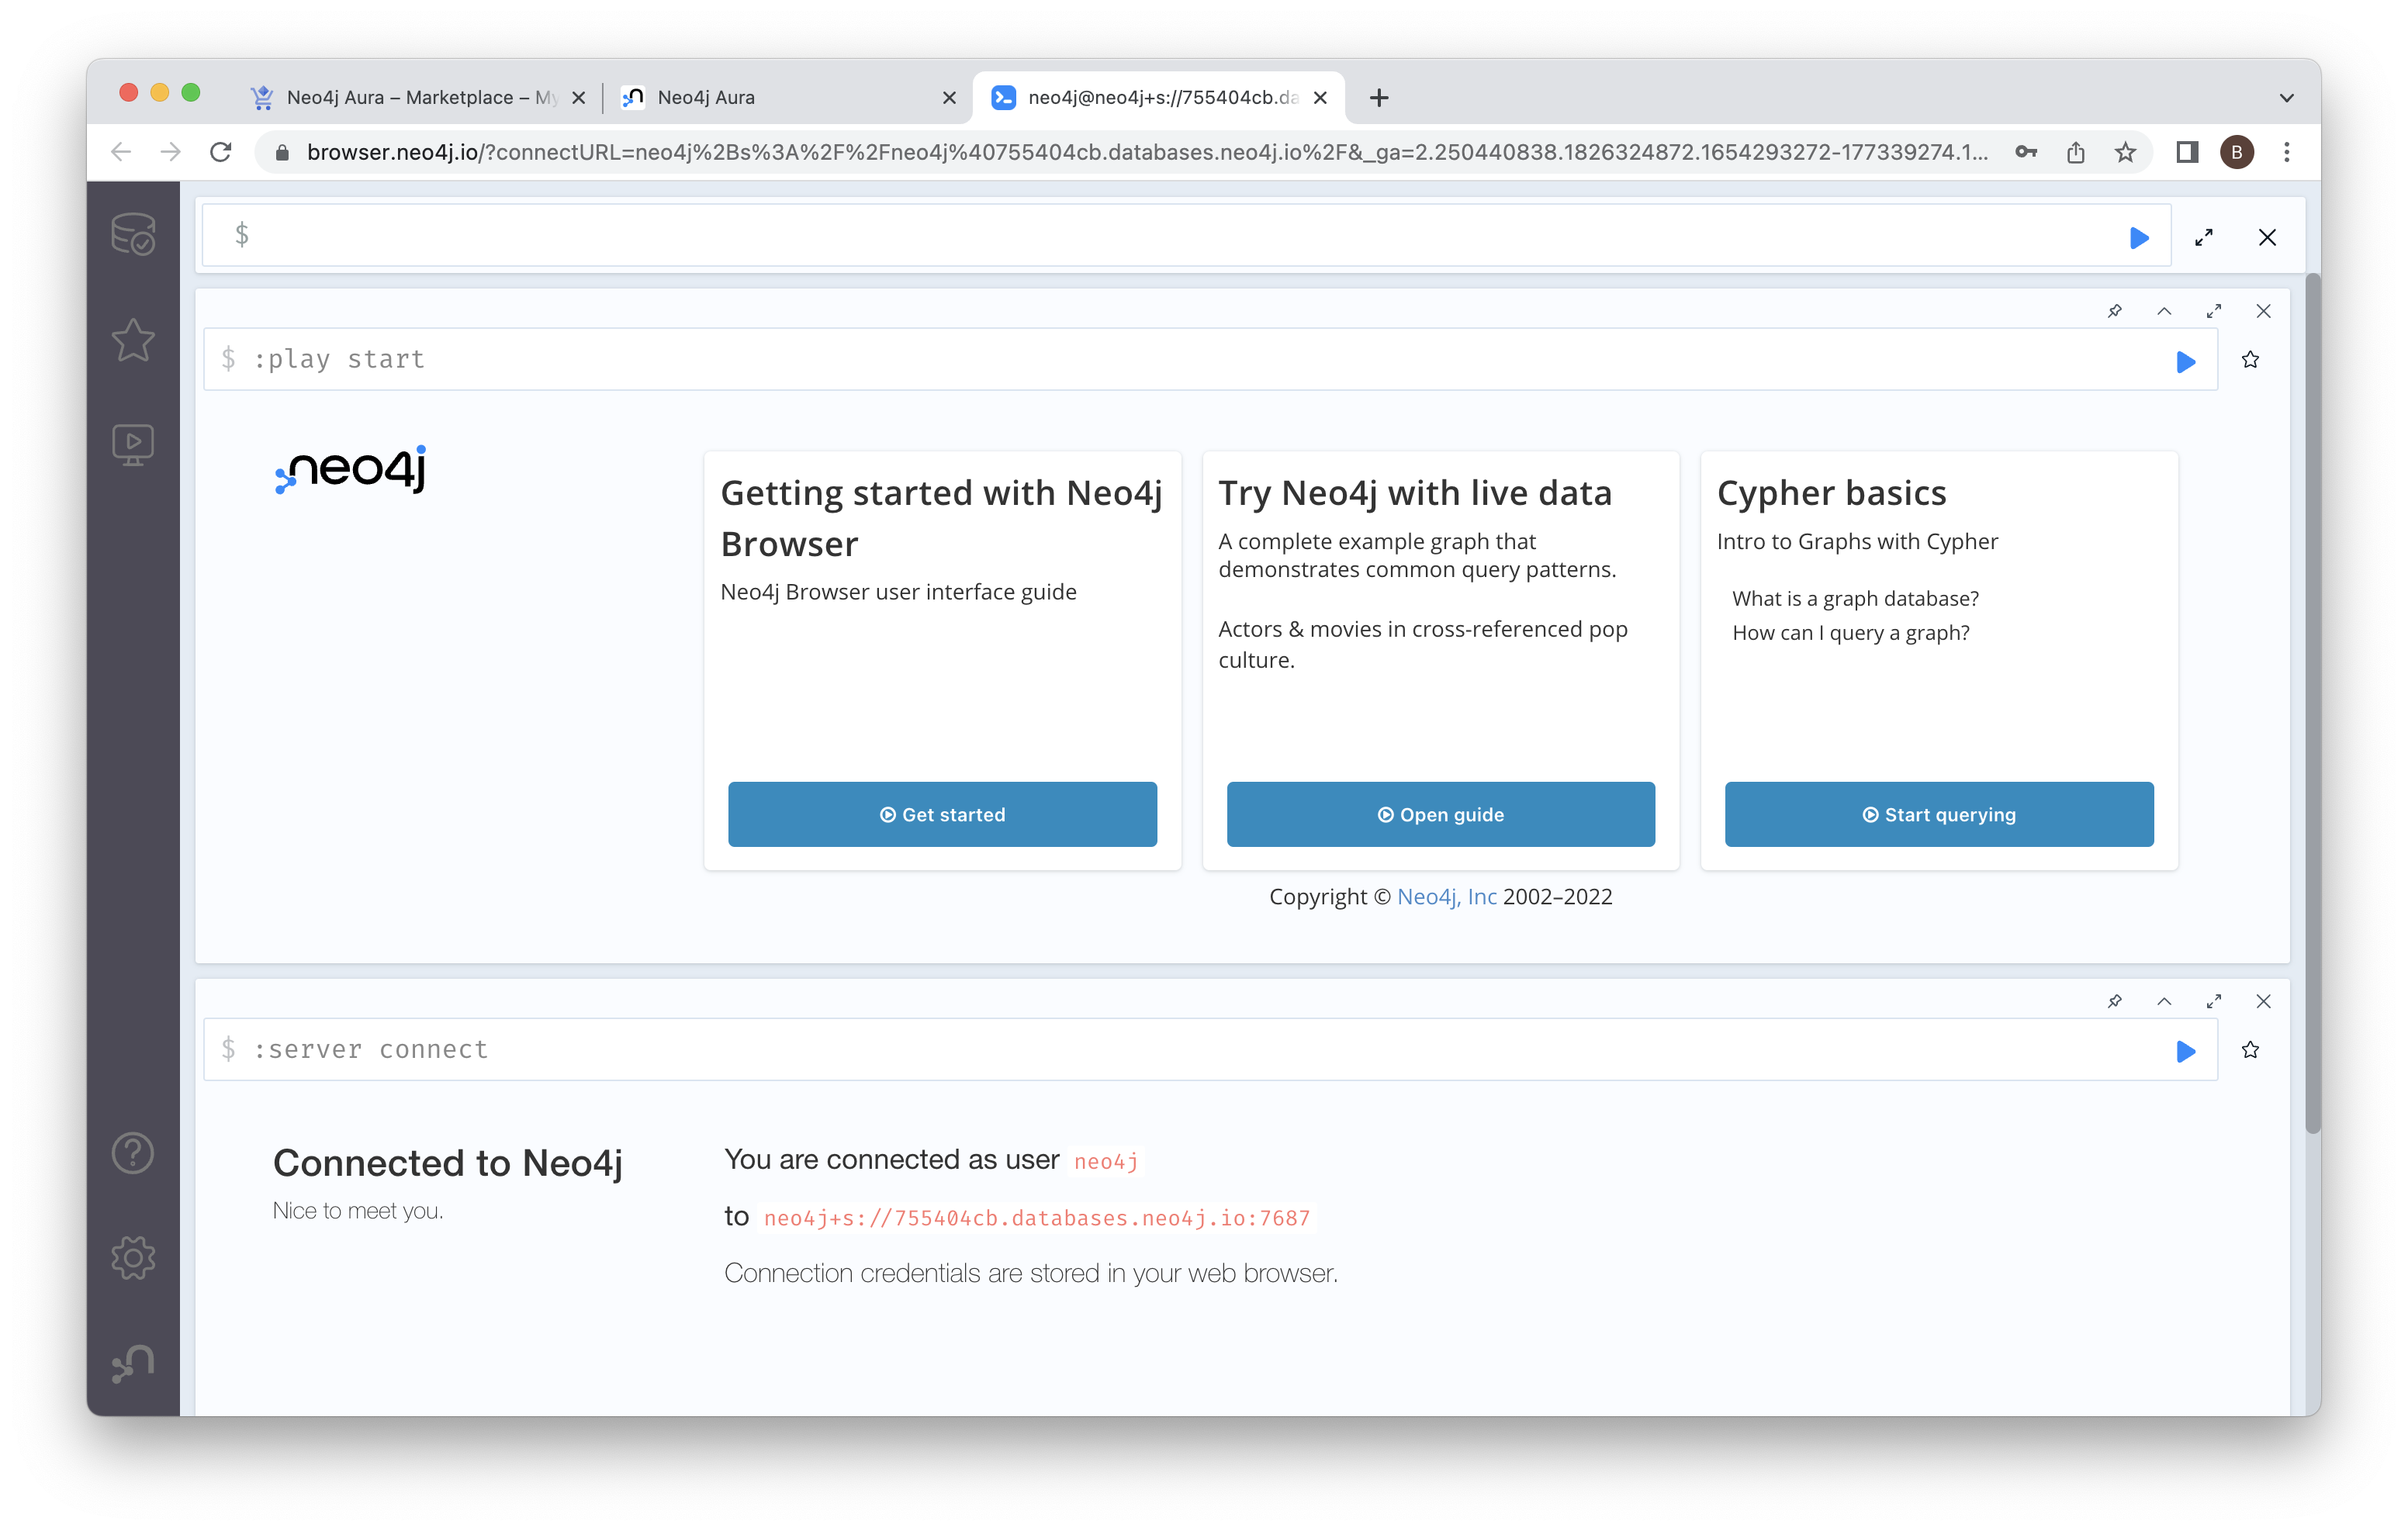 Neo4j Aura – Marketplace – My
Neo4j Aura
neo4j@neo4j+s://755404cb.da
browser.neo4j.io/?connectURL=neo4j%2Bs%3A%2F%2Fneo4j%40755404cb.databases.neo4j.io%2F&_ga=2.250440838.1826324872.1654293272-177339274.1...
B
$
$ :play start
neo4j
Getting started with Neo4j
Browser
Neo4j Browser user interface guide
Get started
Try Neo4j with live data
A complete example graph that
demonstrates common query patterns.
Actors & movies in cross-referenced pop
culture.
Open guide
Cypher basics
Intro to Graphs with Cypher
What is a graph database?
How can I query a graph?
Start querying
Copyright © Neo4j, Inc 2002–2022
$ :server connect
Connected to Neo4j
Nice to meet you.
You are connected as user neo4j
to neo4j+s://755404cb.databases.neo4j.io:7687
Connection credentials are stored in your web browser.